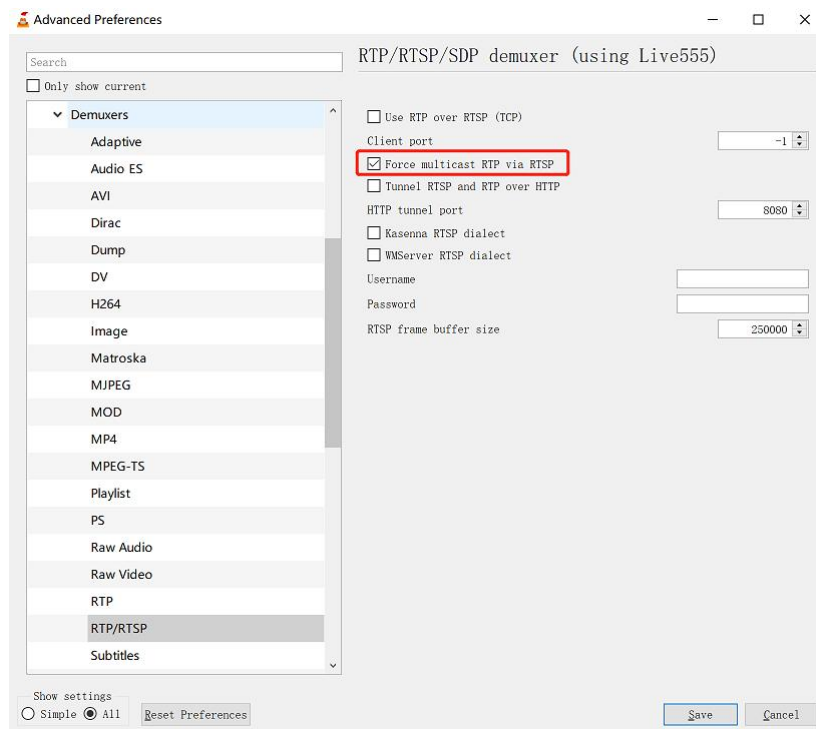 Advanced Preferences
Search
Only show current
Demuxers
Adaptive
Audio ES
AVI
Dirac
Dump
DV
H264
Image
Matroska
MJPEG
MOD
MP4
MPEG-TS
Playlist
PS
Raw Audio
Raw Video
RTP
RTP/RTSP
Subtitles
RTP/RTSP/SDP demuxer (using Live555)
Use RTP over RTSP (TCP)
Client port -1
Force multicast RTP via RTSP
Tunnel RTSP and RTP over HTTP
HTTP tunnel port 8080
Kasenna RTSP dialect
WMServer RTSP dialect
Username
Password
RTSP frame buffer size 250000
Show settings
Simple All Reset Preferences Save Cancel